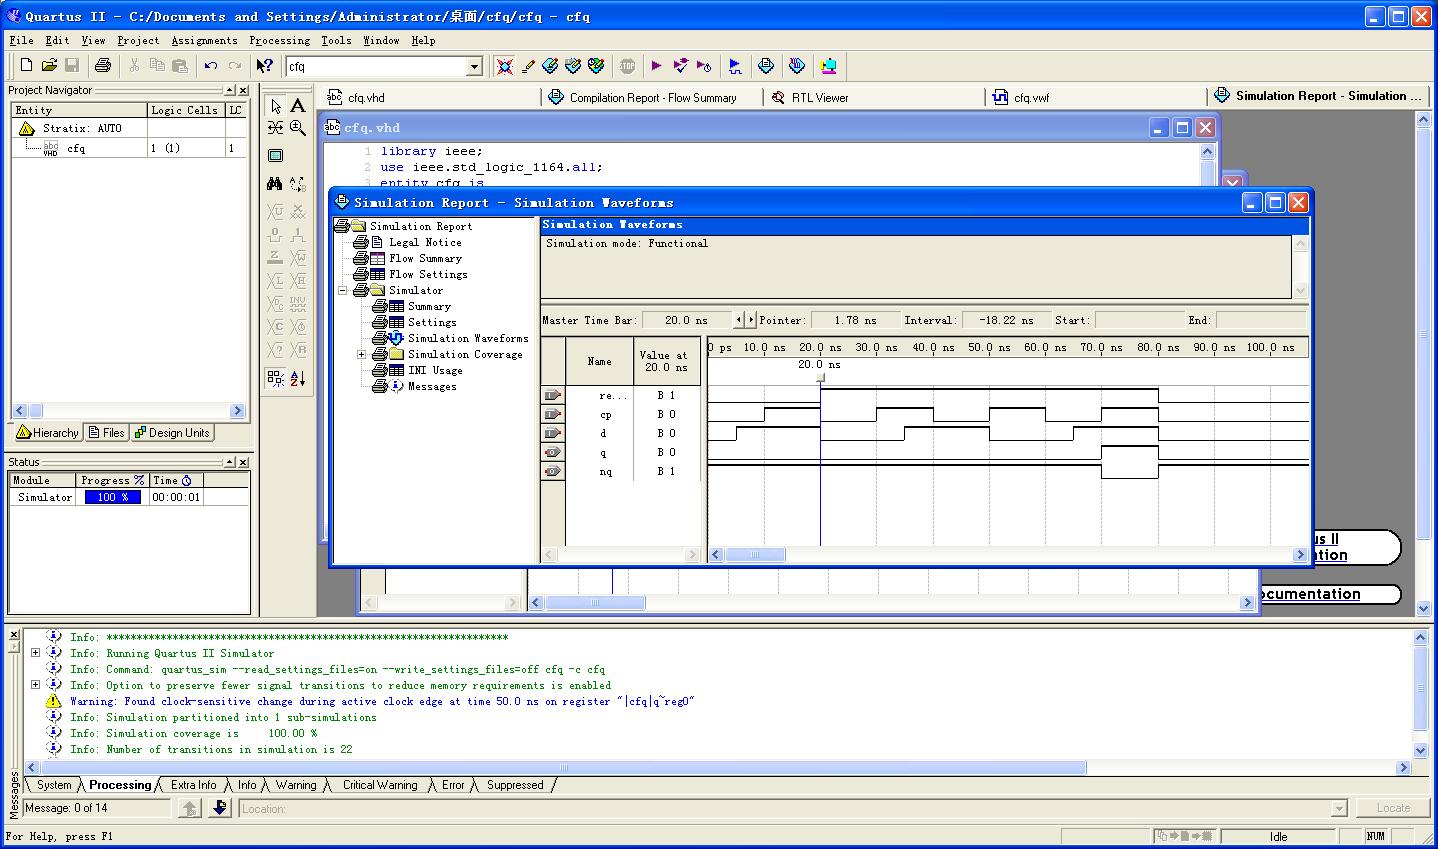 Quartus II - C:/Documents and Settings/Administrator/桌面/cfq/cfq - cfq
File Edit View Project Assignments Processing Tools Window Help
cfq
Project Navigator
Entity Logic Cells LC
Stratix: AUTO
cfq 1 (1) 1
Hierarchy Files Design Units
Status
Module Progress % Time
Simulator 100 % 00:00:01
cfq.vhd Compilation Report - Flow Summary RTL Viewer cfq.vwf Simulation Report - Simulation ...
cfq.vhd
1 library ieee;
2 use ieee.std_logic_1164.all;
3 entity cfq is
Simulation Report - Simulation Waveforms
Simulation Report
Legal Notice
Flow Summary
Flow Settings
Simulator
Summary
Settings
Simulation Waveforms
Simulation Coverage
INI Usage
Messages
Simulation Waveforms
Simulation mode: Functional
Master Time Bar: 20.0 ns Pointer: 1.78 ns Interval: -18.22 ns Start: End:
Name Value at 20.0 ns
0 ps 10.0 ns 20.0 ns 30.0 ns 40.0 ns 50.0 ns 60.0 ns 70.0 ns 80.0 ns 90.0 ns 100.0 ns
20.0 ns
re... B 1
cp B 0
d B 0
q B 0
nq B 1
us II
tion
ocumentation
Info: *******************************************************************
Info: Running Quartus II Simulator
Info: Command: quartus_sim --read_settings_files=on --write_settings_files=off cfq -c cfq
Info: Option to preserve fewer signal transitions to reduce memory requirements is enabled
Warning: Found clock-sensitive change during active clock edge at time 50.0 ns on register "|cfq|q~reg0"
Info: Simulation partitioned into 1 sub-simulations
Info: Simulation coverage is 100.00 %
Info: Number of transitions in simulation is 22
System Processing Extra Info Info Warning Critical Warning Error Suppressed
Messages
Message: 0 of 14 Location: Locate
For Help, press F1 Idle NUM